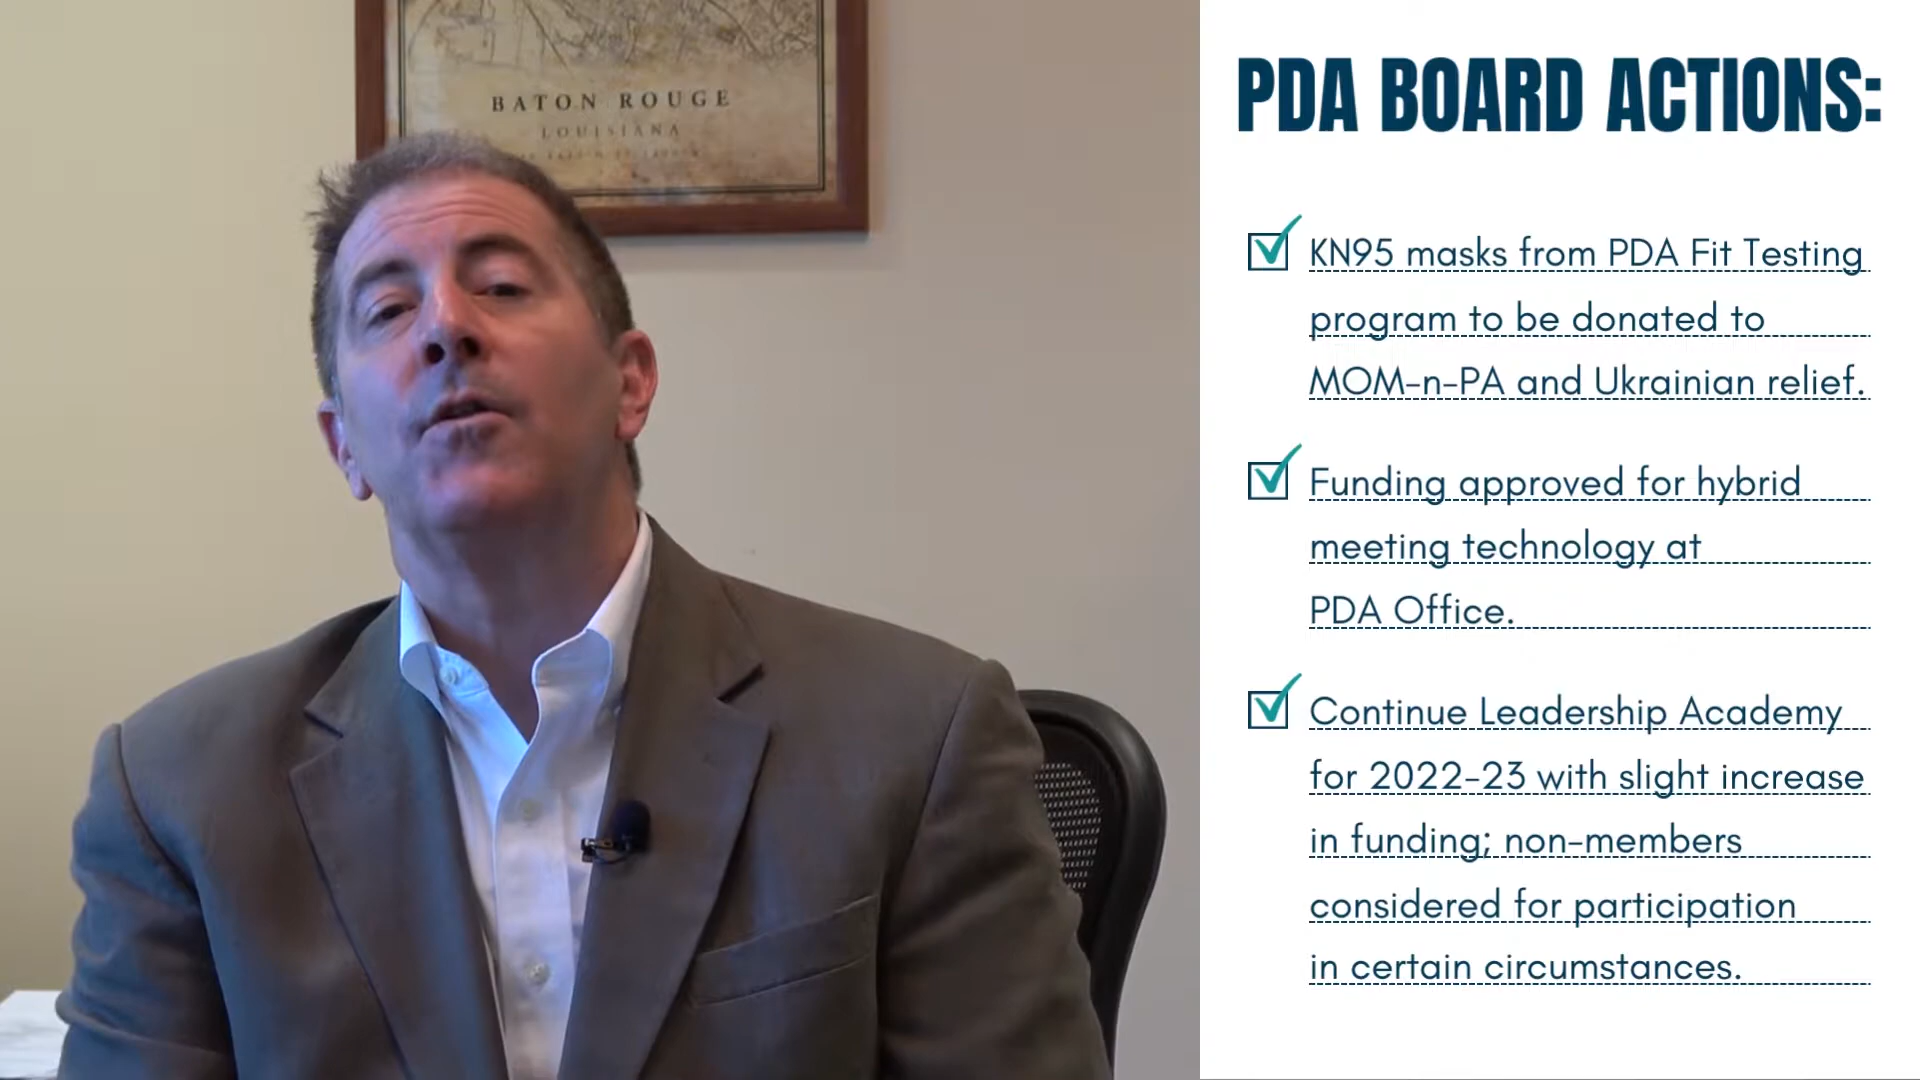 BATON ROUGE
LOUISIANA
PDA BOARD ACTIONS:
KN95 masks from PDA Fit Testing
program to be donated to
MOM-n-PA and Ukrainian relief.
Funding approved for hybrid
meeting technology at
PDA Office.
Continue Leadership Academy
for 2022-23 with slight increase
in funding; non-members
considered for participation
in certain circumstances.